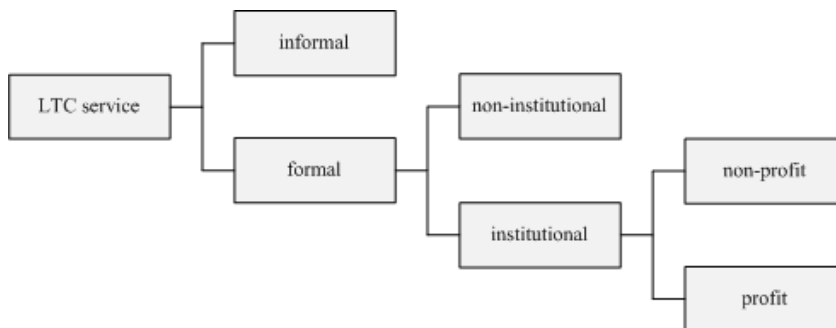 LTC service
informal
formal
non-institutional
institutional
non-profit
profit